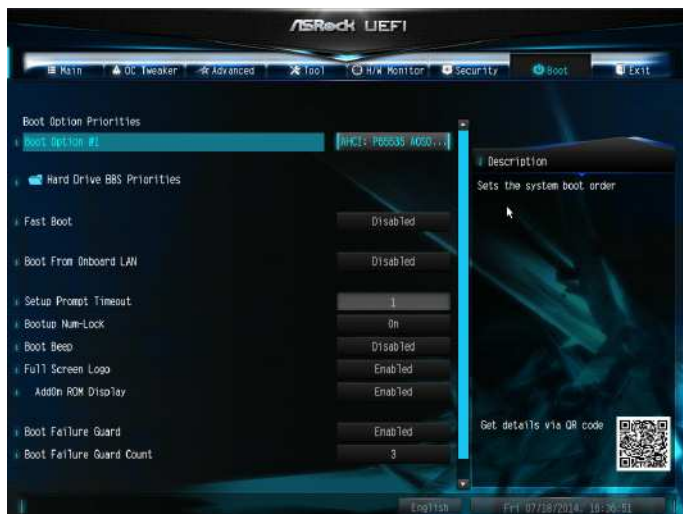 ASRock UEFI
Main OC Tweaker Advanced Tool H/W Monitor Security Boot Exit
Boot Option Priorities
Boot Option #1
Hard Drive BBS Priorities
Fast Boot Disabled
Boot From Onboard LAN Disabled
Setup Prompt Timeout 1
Bootup Num-Lock On
Boot Beep Disabled
Full Screen Logo Enabled
AddOn ROM Display Enabled
Boot Failure Guard Enabled
Boot Failure Guard Count 3
Description
Sets the system boot order
Get details via QR code
English Fri 07/18/2014, 16:36:51